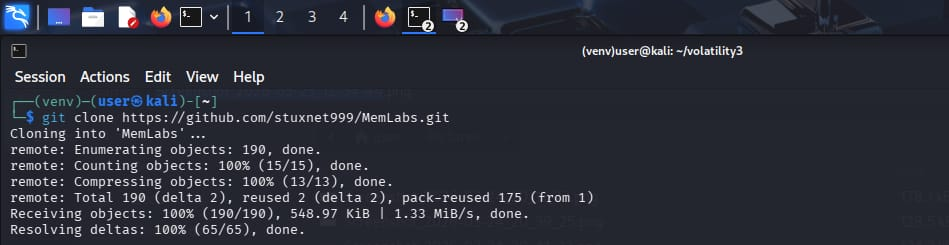 1 2 3 4 2 2
(venv)user@kali: ~/volatility3
Session Actions Edit View Help
(venv)-(user㉿kali)-[~]
$ git clone https://github.com/stuxnet999/MemLabs.git
Cloning into 'MemLabs'...
remote: Enumerating objects: 190, done.
remote: Counting objects: 100% (15/15), done.
remote: Compressing objects: 100% (13/13), done.
remote: Total 190 (delta 2), reused 2 (delta 2), pack-reused 175 (from 1)
Receiving objects: 100% (190/190), 548.97 KiB | 1.33 MiB/s, done.
Resolving deltas: 100% (65/65), done.